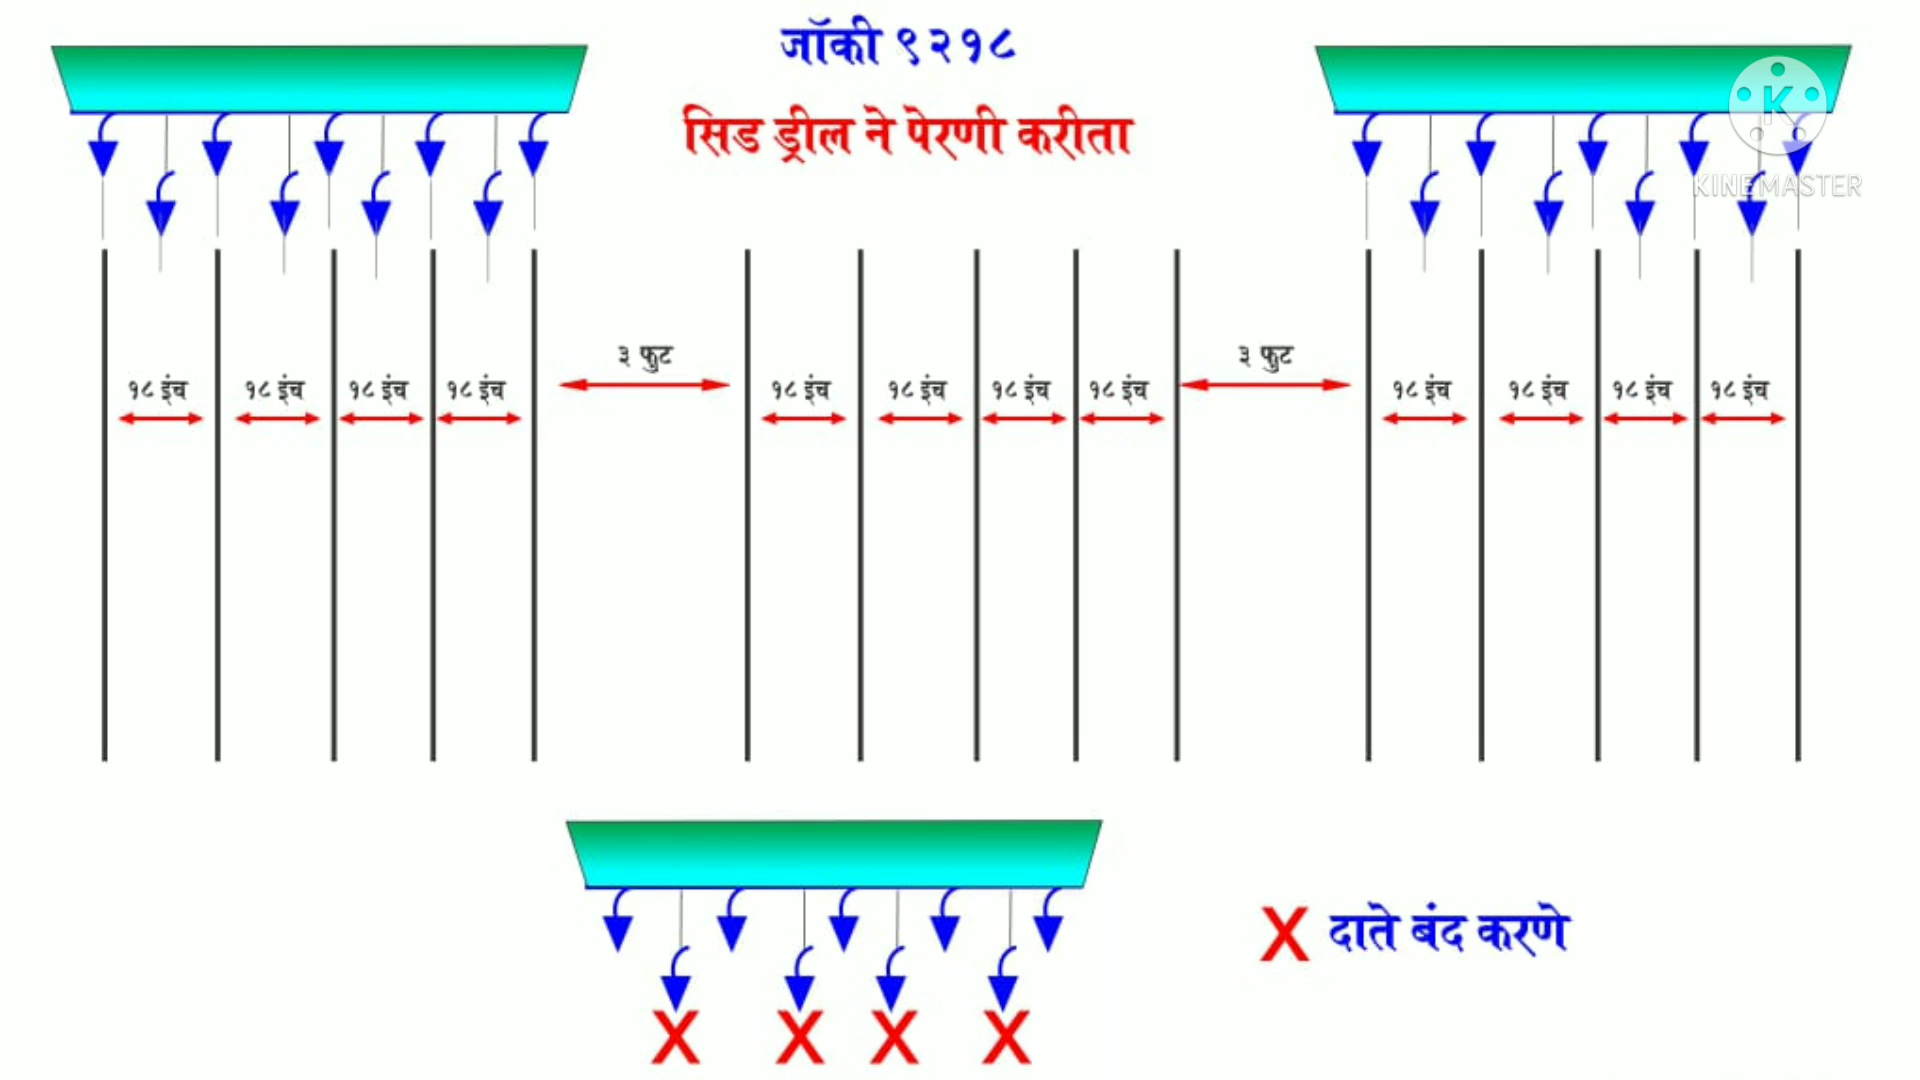 जॉकी ९२१८
सिड ड्रील ने पेरणी करीता
K
KINEMASTER
३ फुट
३ फुट
१८ इंच १८ इंच १८ इंच १८ इंच १८ इंच १८ इंच १८ इंच १८ इंच १८ इंच १८ इंच १८ इंच १८ इंच
X दाते बंद करणे
X X X X